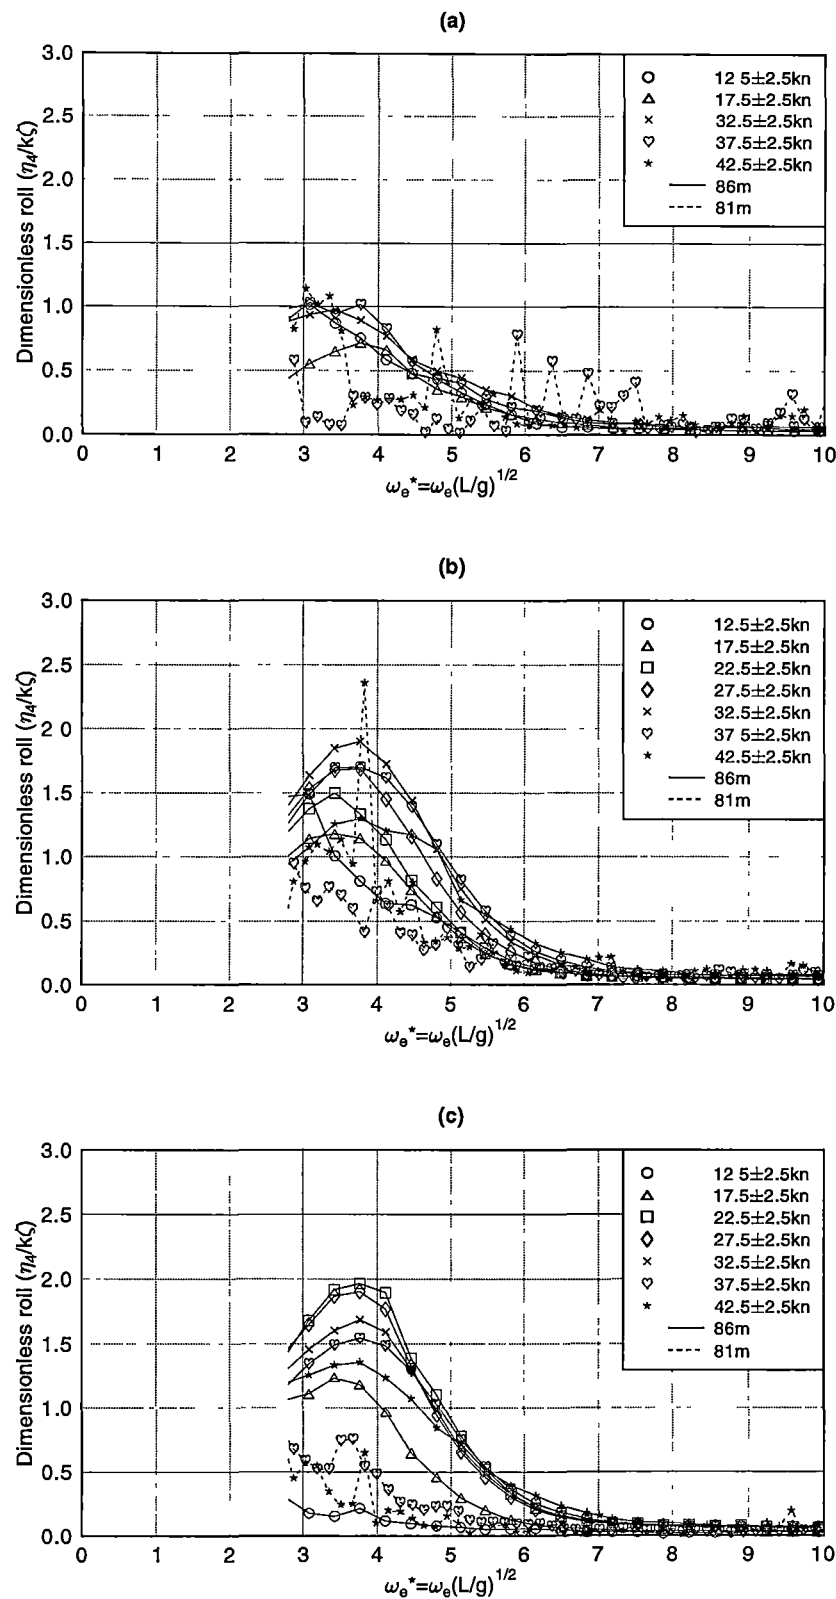 (a)
Dimensionless roll (η₄/kζ)
3.0
2.5
2.0
1.5
1.0
0.5
0.0
0 1 2 3 4 5 6 7 8 9 10
ωe*=ωe(L/g)^1/2
12 5±2.5kn
17.5±2.5kn
32.5±2.5kn
37.5±2.5kn
42.5±2.5kn
86m
81m
(b)
Dimensionless roll (η₄/kζ)
3.0
2.5
2 0
1.5
1.0
0.5
0.0
0 1 2 3 4 5 6 7 8 9 10
ωe*=ωe(L/g)^1/2
12.5±2.5kn
17.5±2.5kn
22.5±2.5kn
27.5±2.5kn
32.5±2.5kn
37 5±2.5kn
42.5±2.5kn
86m
81m
(c)
Dimensionless roll (η₄/kζ)
3.0
2.5
2.0
1.5
1.0
0.5
0.0
0 1 2 3 4 5 6 7 8 9 10
ωe*=ωe(L/g)^1/2
12 5±2.5kn
17.5±2.5kn
22.5±2.5kn
27.5±2.5kn
32.5±2.5kn
37.5±2.5kn
42.5±2.5kn
86m
81m